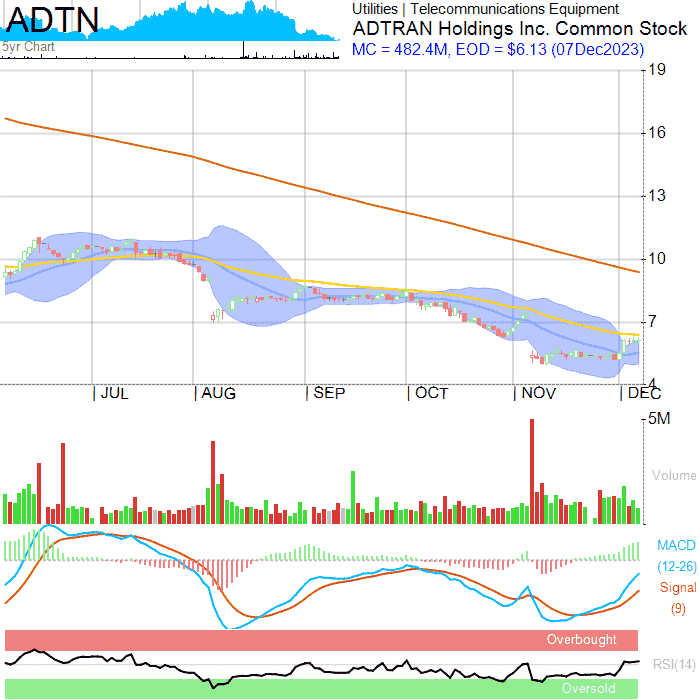 ADTN
5yr Chart
Utilities | Telecommunications Equipment
ADTRAN Holdings Inc. Common Stock
MC = 482.4M, EOD = $6.13 (07Dec2023)
19
16
13
10
7
4
JUL AUG SEP OCT NOV DEC
5M
Volume
MACD
(12-26)
Signal
(9)
Overbought
RSI(14)
Oversold